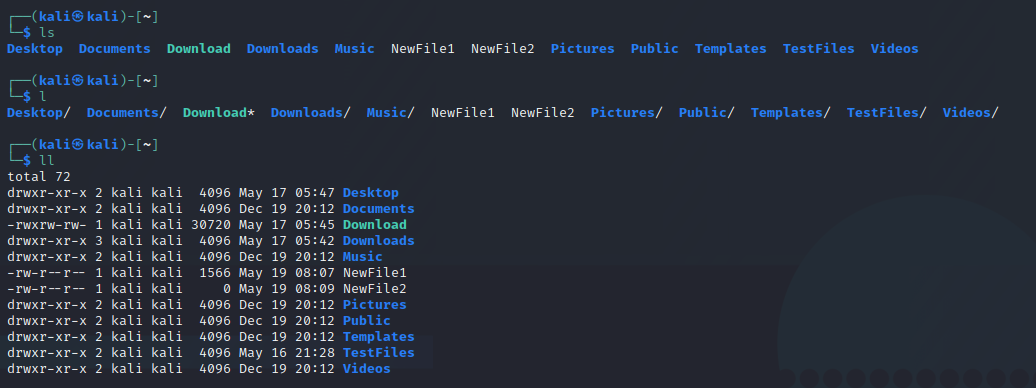 ┌──(kali㉿kali)-[~]
└─$ ls
Desktop  Documents  Download  Downloads  Music  NewFile1  NewFile2  Pictures  Public  Templates  TestFiles  Videos
┌──(kali㉿kali)-[~]
└─$ l
Desktop/  Documents/  Download*  Downloads/  Music/  NewFile1  NewFile2  Pictures/  Public/  Templates/  TestFiles/  Videos/
┌──(kali㉿kali)-[~]
└─$ ll
total 72
drwxr-xr-x 2 kali kali  4096 May 17 05:47 Desktop
drwxr-xr-x 2 kali kali  4096 Dec 19 20:12 Documents
-rwxrw-rw- 1 kali kali 30720 May 17 05:45 Download
drwxr-xr-x 3 kali kali  4096 May 17 05:42 Downloads
drwxr-xr-x 2 kali kali  4096 Dec 19 20:12 Music
-rw-r--r-- 1 kali kali  1566 May 19 08:07 NewFile1
-rw-r--r-- 1 kali kali     0 May 19 08:09 NewFile2
drwxr-xr-x 2 kali kali  4096 Dec 19 20:12 Pictures
drwxr-xr-x 2 kali kali  4096 Dec 19 20:12 Public
drwxr-xr-x 2 kali kali  4096 Dec 19 20:12 Templates
drwxr-xr-x 2 kali kali  4096 May 16 21:28 TestFiles
drwxr-xr-x 2 kali kali  4096 Dec 19 20:12 Videos